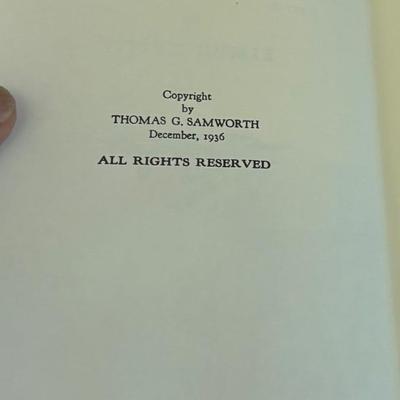 Copyright
by
THOMAS G. SAMWORTH
December, 1936
ALL RIGHTS RESERVED